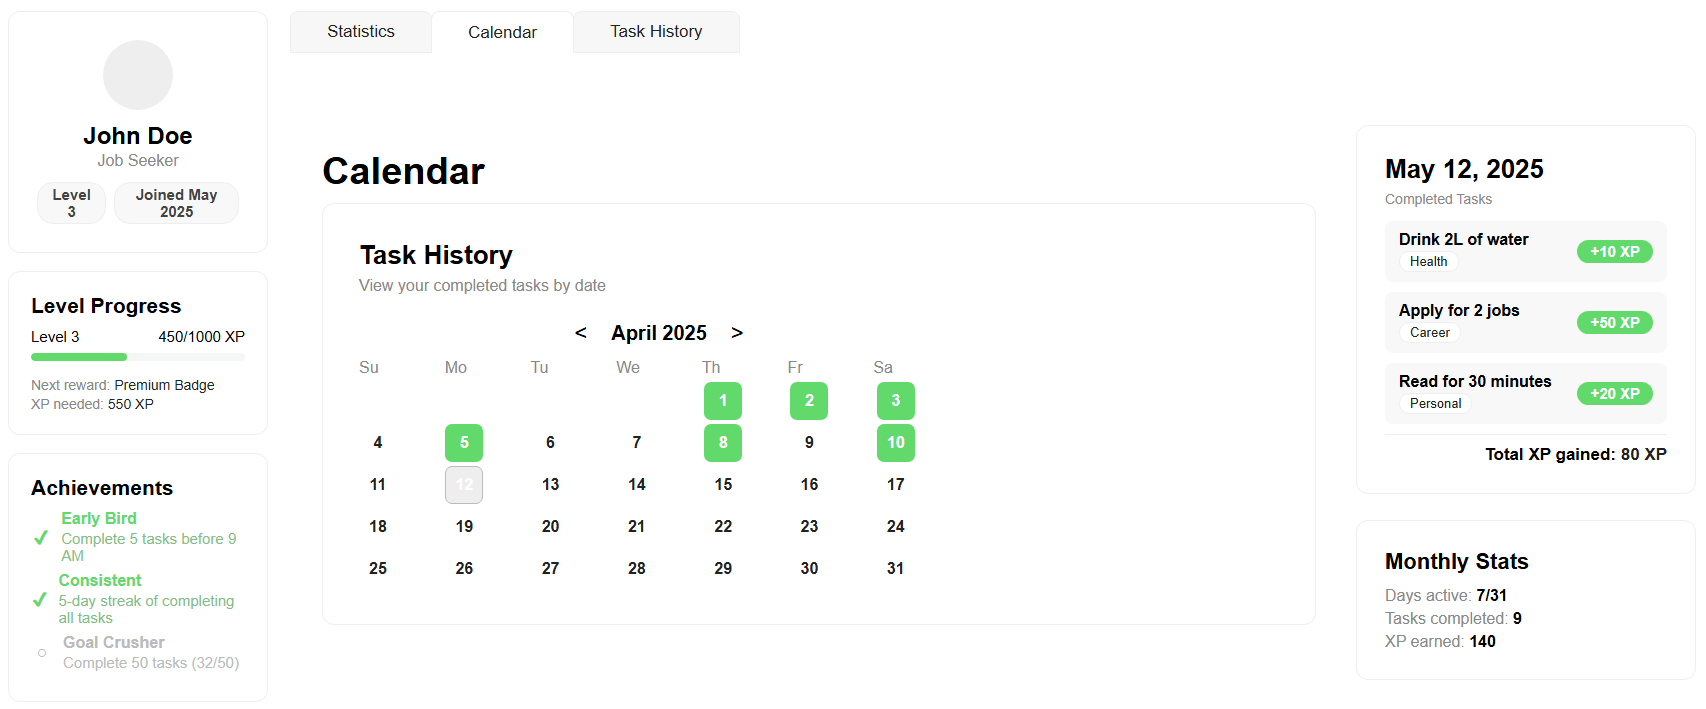 John Doe
Job Seeker
Level
3
Joined May
2025
Level Progress
Level 3 450/1000 XP
Next reward: Premium Badge
XP needed: 550 XP
Achievements
Early Bird
Complete 5 tasks before 9
AM
Consistent
5-day streak of completing
all tasks
Goal Crusher
Complete 50 tasks (32/50)
Statistics Calendar Task History
Calendar
Task History
View your completed tasks by date
< April 2025 >
Su Mo Tu We Th Fr Sa
1 2 3
4 5 6 7 8 9 10
11 12 13 14 15 16 17
18 19 20 21 22 23 24
25 26 27 28 29 30 31
May 12, 2025
Completed Tasks
Drink 2L of water
Health
+10 XP
Apply for 2 jobs
Career
+50 XP
Read for 30 minutes
Personal
+20 XP
Total XP gained: 80 XP
Monthly Stats
Days active: 7/31
Tasks completed: 9
XP earned: 140